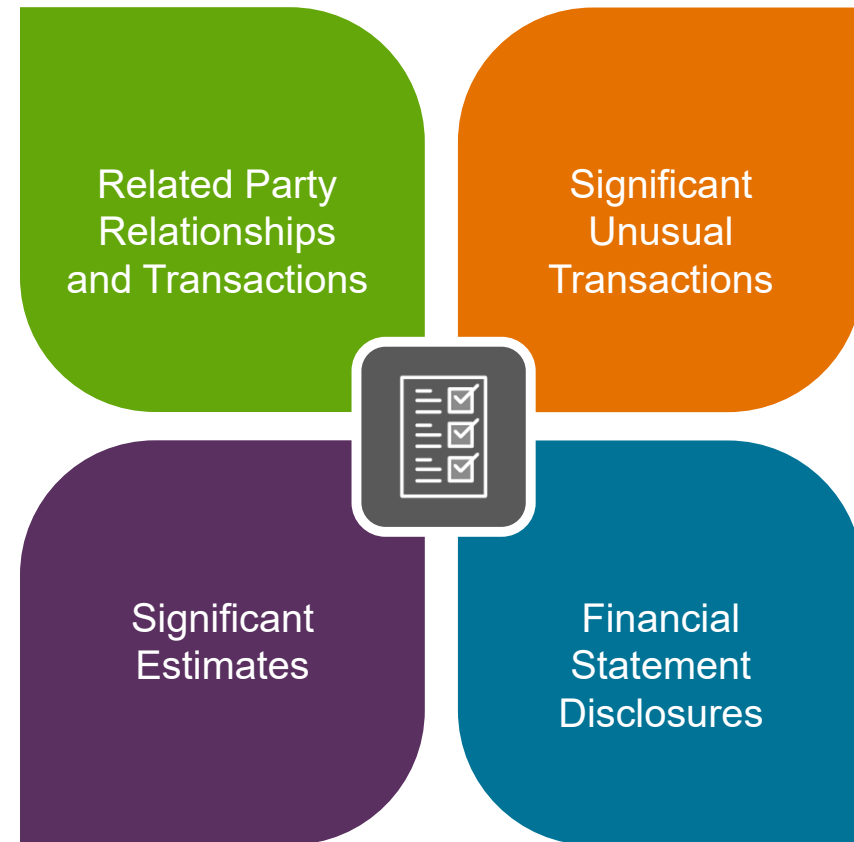 Related Party
Relationships
and Transactions
Significant
Unusual
Transactions
Significant
Estimates
Financial
Statement
Disclosures